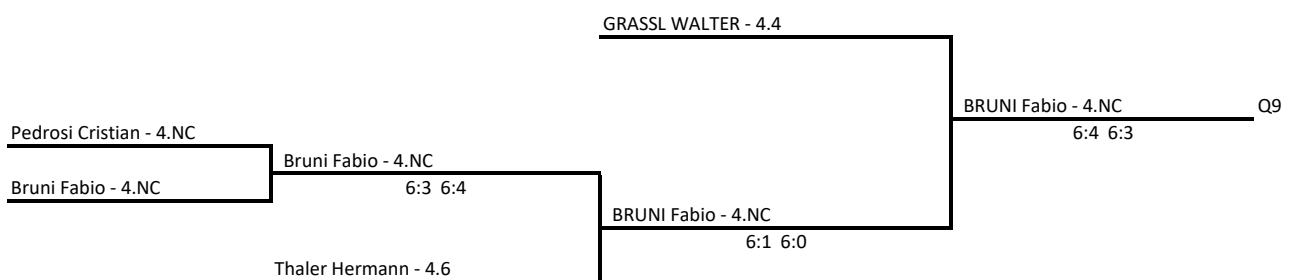 GRASSL WALTER - 4.4
BRUNI Fabio - 4.NC Q9
6:4 6:3
Pedrosi Cristian - 4.NC
Bruni Fabio - 4.NC
6:3 6:4
Bruni Fabio - 4.NC
BRUNI Fabio - 4.NC
6:1 6:0
Thaler Hermann - 4.6